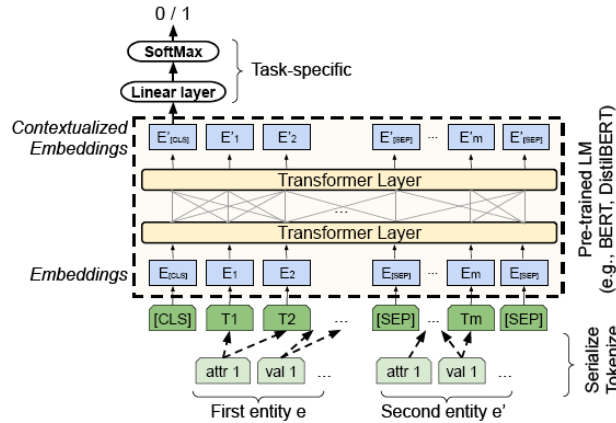 0 / 1
SoftMax
Linear layer
Task-specific
Contextualized
Embeddings
E'[CLS] E'1 E'2 E'[SEP] ... E'm E'[SEP]
Transformer Layer
...
Transformer Layer
Embeddings
E[CLS] E1 E2 E[SEP] ... Em E[SEP]
[CLS] T1 T2 ... [SEP] ... Tm [SEP]
attr 1 val 1 ... attr 1 val 1 ...
First entity e Second entity e'
Pre-trained LM
(e.g., BERT, DistilBERT)
Serialize
Tokenize